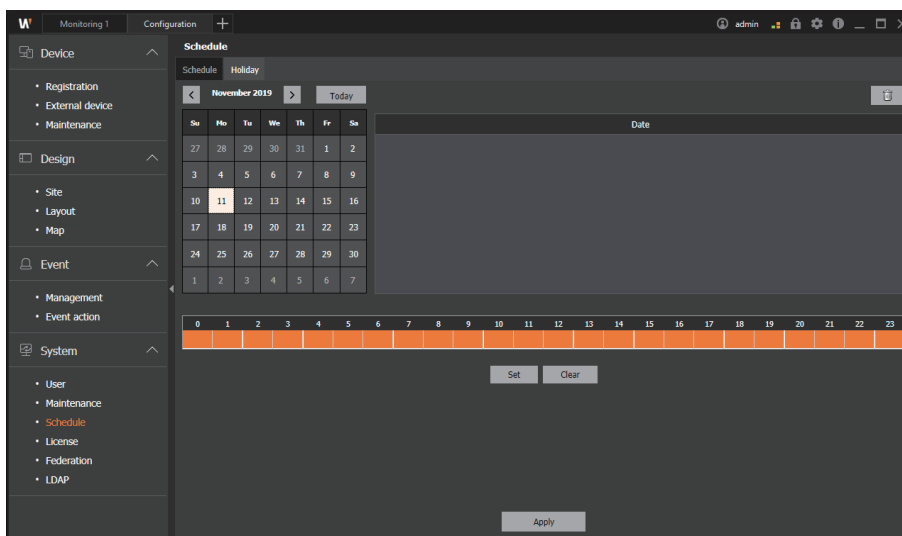 Monitoring 1 Configuration admin
Device
Registration
External device
Maintenance
Design
Site
Layout
Map
Event
Management
Event action
System
User
Maintenance
Schedule
License
Federation
LDAP
Schedule
Schedule Holiday
November 2019 Today
Su Mo Tu We Th Fr Sa
27 28 29 30 31 1 2
3 4 5 6 7 8 9
10 11 12 13 14 15 16
17 18 19 20 21 22 23
24 25 26 27 28 29 30
1 2 3 4 5 6 7
Date
0 1 2 3 4 5 6 7 8 9 10 11 12 13 14 15 16 17 18 19 20 21 22 23
Set Clear
Apply